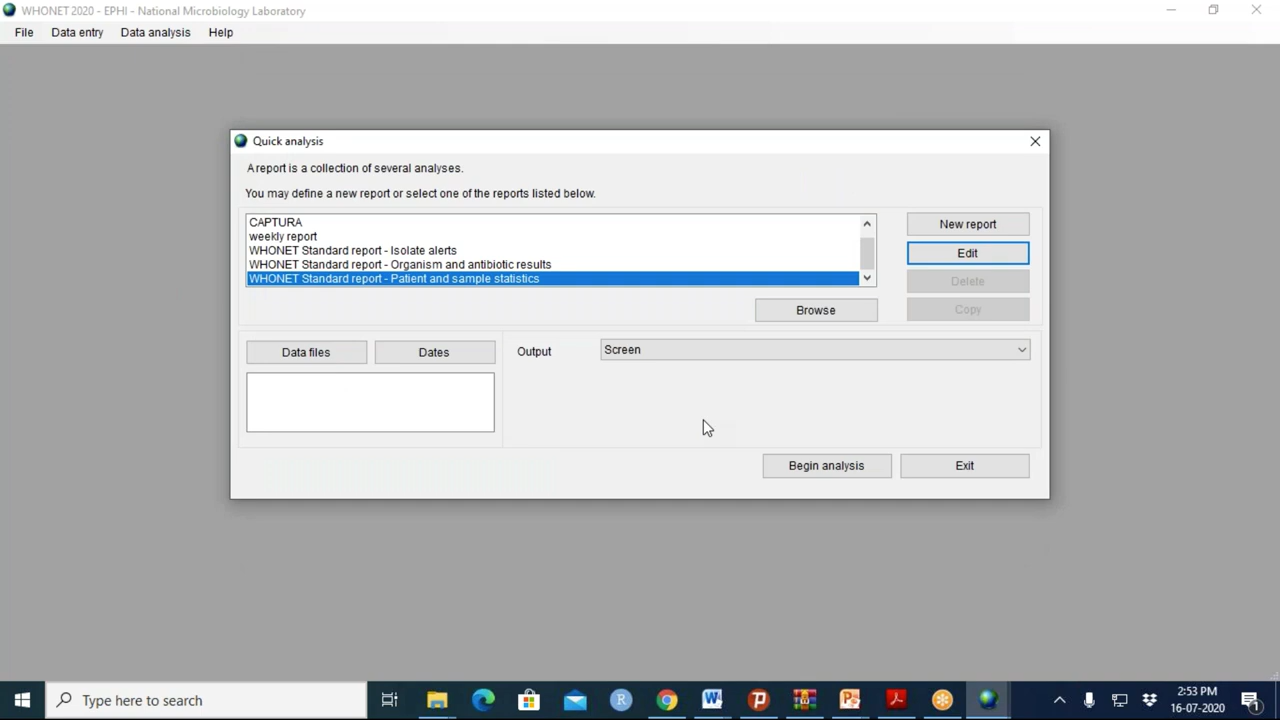 WHONET 2020 - EPHI - National Microbiology Laboratory
File Data entry Data analysis Help
Quick analysis
A report is a collection of several analyses.
You may define a new report or select one of the reports listed below.
CAPTURA
weekly report
WHONET Standard report - Isolate alerts
WHONET Standard report - Organism and antibiotic results
WHONET Standard report - Patient and sample statistics
New report
Edit
Delete
Copy
Browse
Data files Dates Output Screen
Begin analysis Exit
Type here to search
2:53 PM
16-07-2020